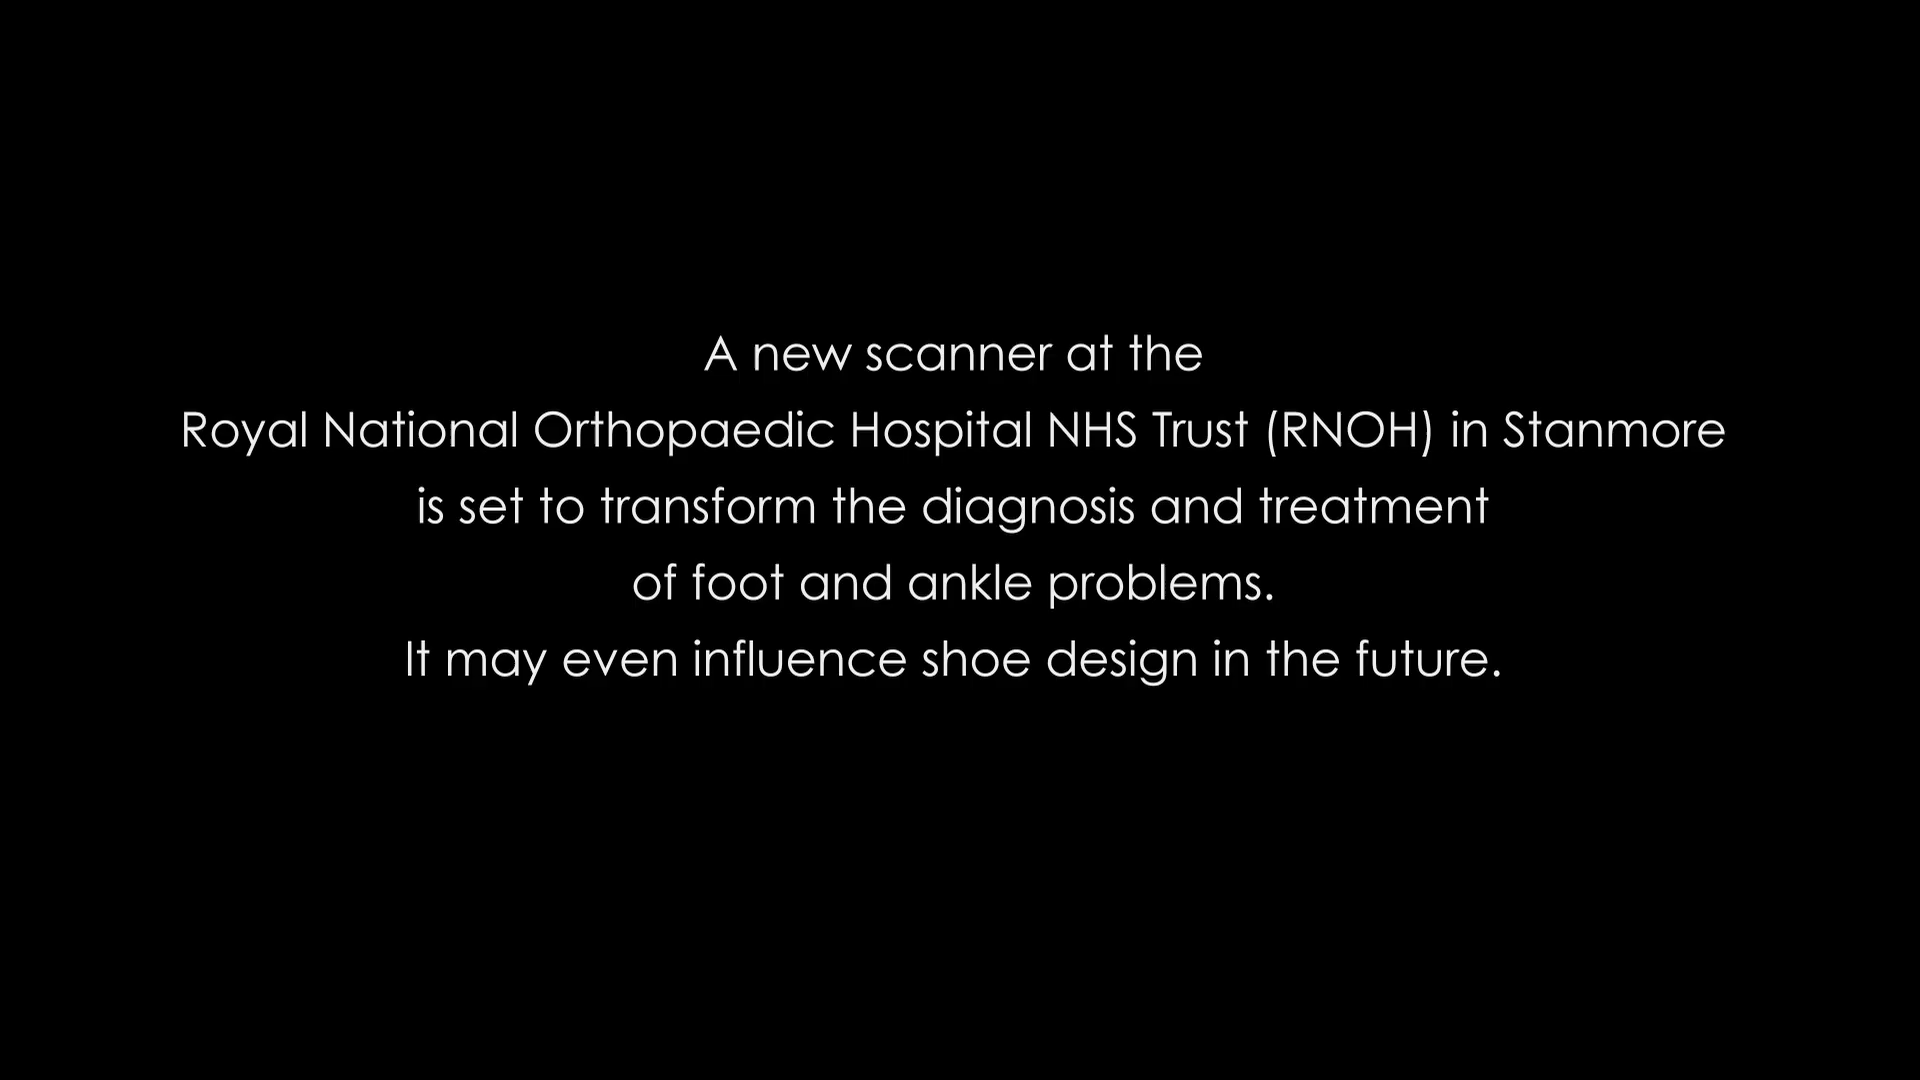 A new scanner at the
Royal National Orthopaedic Hospital NHS Trust (RNOH) in Stanmore
is set to transform the diagnosis and treatment
of foot and ankle problems.
It may even influence shoe design in the future.